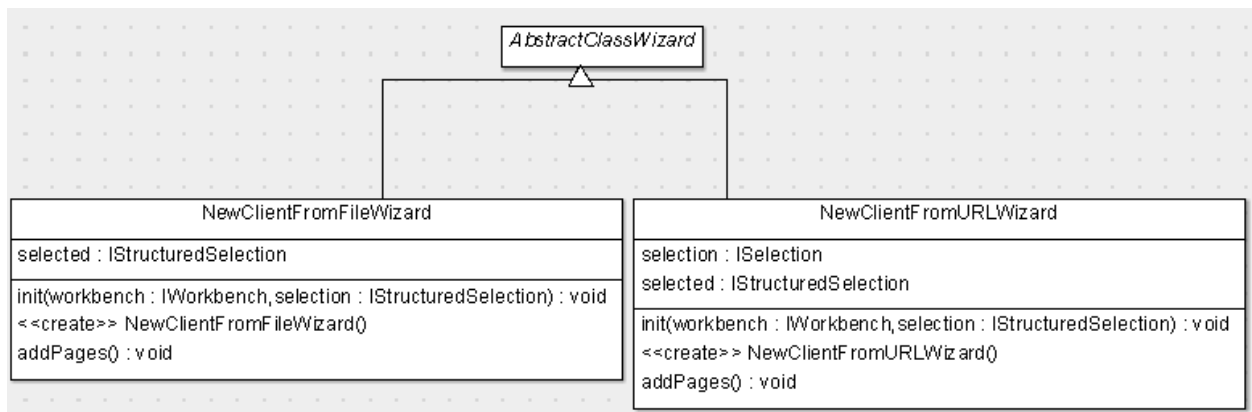 AbstractClassWizard
NewClientFromFileWizard
selected : IStructuredSelection
init(workbench : IWorkbench,selection : IStructuredSelection) : void
<<create>> NewClientFromFileWizard()
addPages() : void
NewClientFromURLWizard
selection : ISelection
selected : IStructuredSelection
init(workbench : IWorkbench,selection : IStructuredSelection) : void
<<create>> NewClientFromURLWizard()
addPages() : void